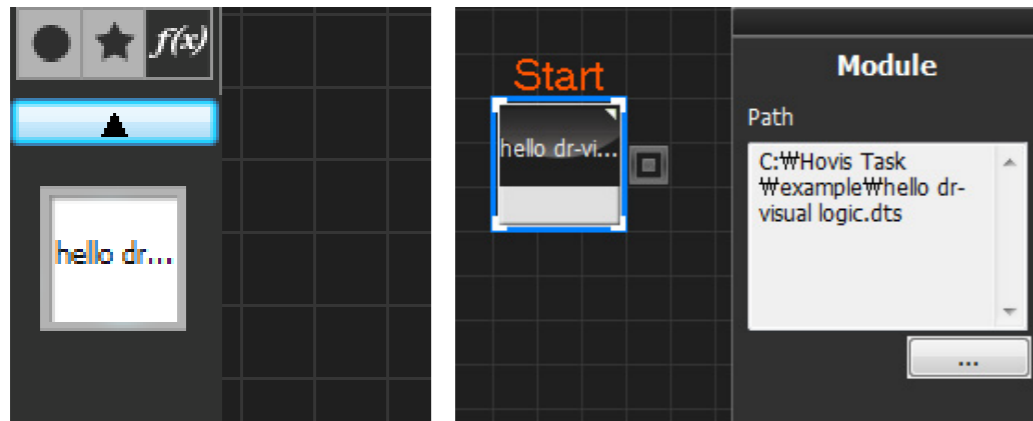 f(x)
hello dr...
Start
hello dr-vi...
Module
Path
C:₩Hovis Task
₩example₩hello dr-
visual logic.dts
...